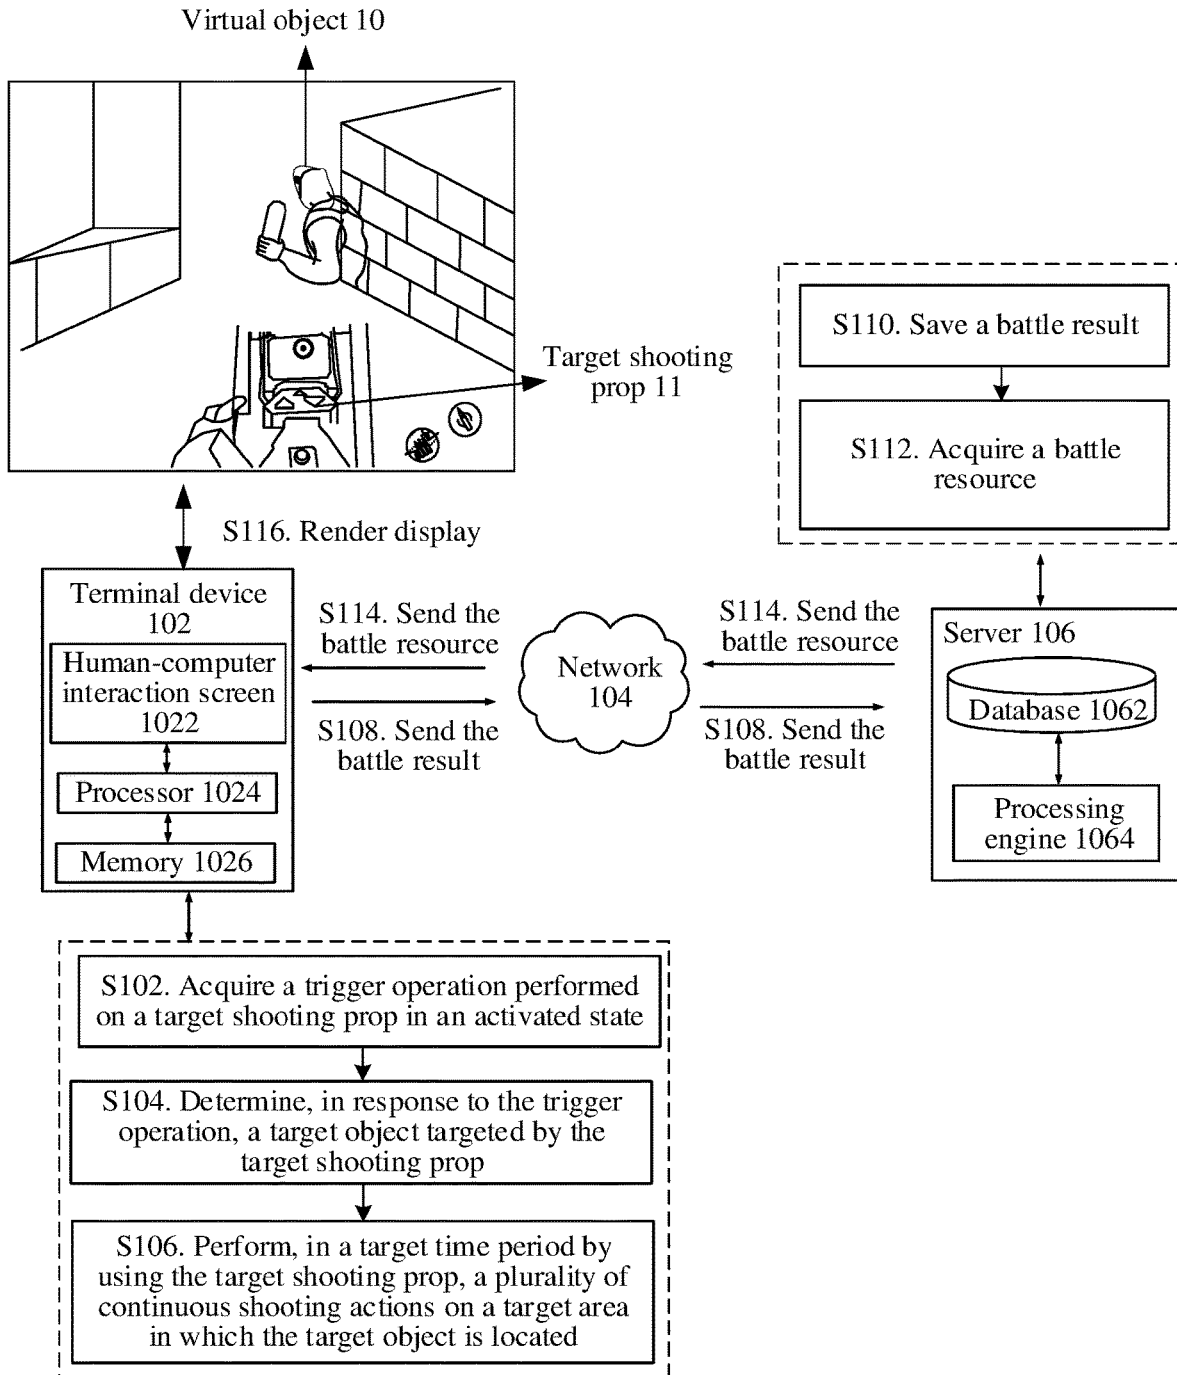 Virtual object 10
Target shooting
prop 11
S110. Save a battle result
S112. Acquire a battle
resource
S116. Render display
Terminal device
102
Human-computer
interaction screen
1022
Processor 1024
Memory 1026
S114. Send the
battle resource
S108. Send the
battle result
Network
104
S114. Send the
battle resource
S108. Send the
battle result
Server 106
Database 1062
Processing
engine 1064
S102. Acquire a trigger operation performed
on a target shooting prop in an activated state
S104. Determine, in response to the trigger
operation, a target object targeted by the
target shooting prop
S106. Perform, in a target time period by
using the target shooting prop, a plurality of
continuous shooting actions on a target area
in which the target object is located